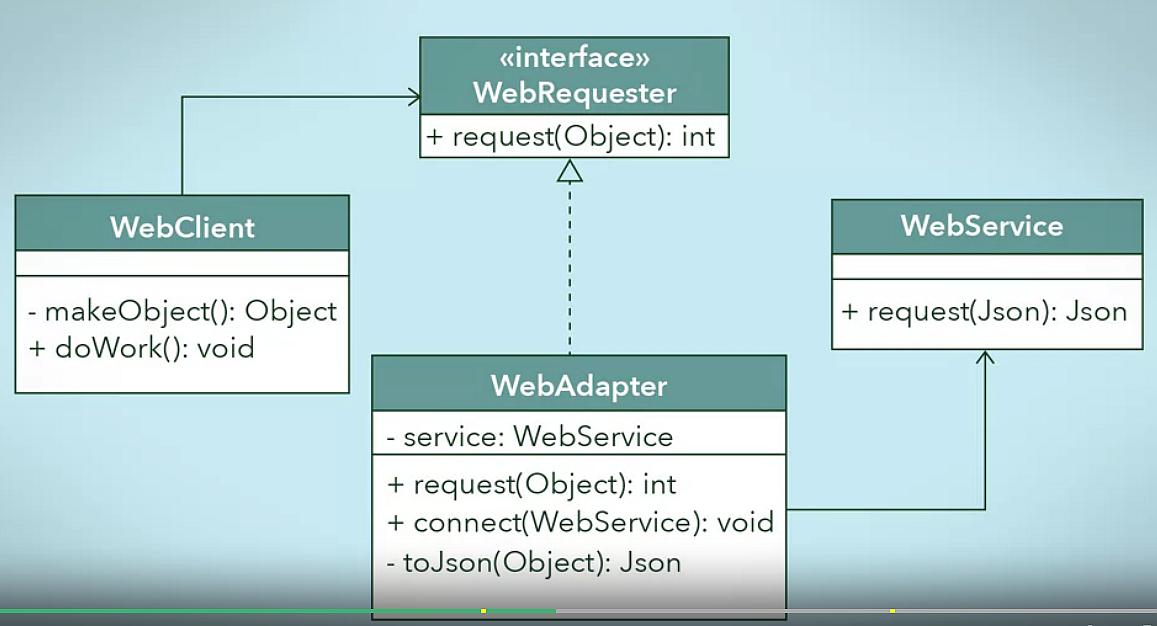 «interface»
WebRequester
+ request(Object): int
WebClient
- makeObject(): Object
+ doWork(): void
WebService
+ request(Json): Json
WebAdapter
- service: WebService
+ request(Object): int
+ connect(WebService): void
- toJson(Object): Json